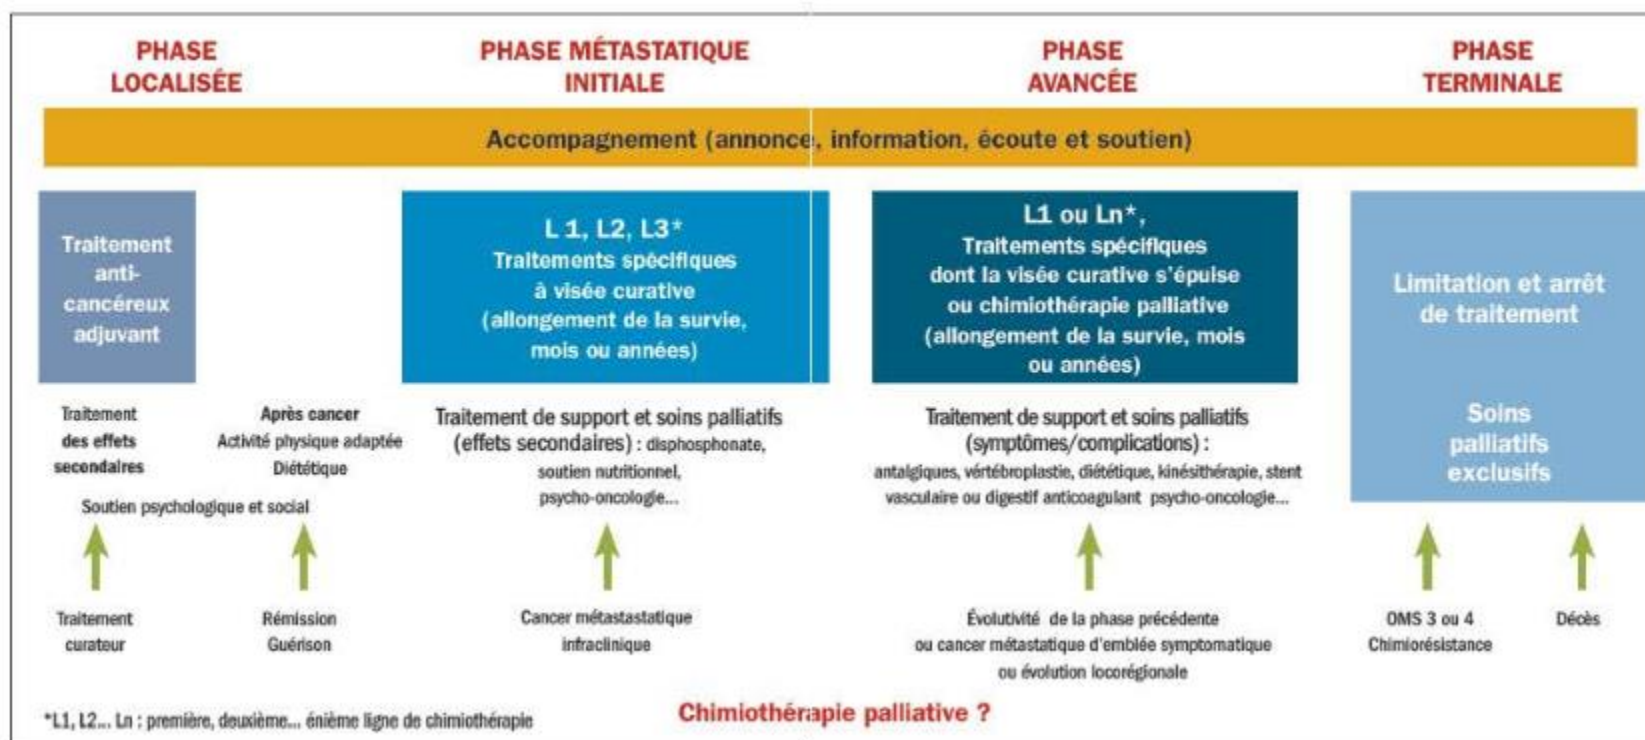 PHASE
LOCALISÉE
PHASE MÉTASTATIQUE
INITIALE
PHASE
AVANCÉE
PHASE
TERMINALE
Accompagnement (annonce, information, écoute et soutien)
Traitement
anti-
cancéreux
adjuvant
L 1, L2, L3*
Traitements spécifiques
à visée curative
(allongement de la survie,
mois ou années)
L1 ou Ln*,
Traitements spécifiques
dont la visée curative s'épuise
ou chimiothérapie palliative
(allongement de la survie, mois
ou années)
Limitation et arrêt
de traitement
Soins
palliatifs
exclusifs
Traitement
des effets
secondaires
Après cancer
Activité physique adaptée
Diététique
Soutien psychologique et social
Traitement de support et soins palliatifs
(effets secondaires) : disphosphonate,
soutien nutritionnel,
psycho-oncologie...
Traitement de support et soins palliatifs
(symptômes/complications) :
antalgiques, vértébroplastie, diététique, kinésithérapie, stent
vasculaire ou digestif anticoagulant psycho-oncologie...
Traitement
curateur
Rémission
Guérison
Cancer métastastatique
infraclinique
Évolutivité de la phase précédente
ou cancer métastatique d'emblée symptomatique
ou évolution locorégionale
OMS 3 ou 4
Chimiorésistance
Décès
*L1, L2... Ln : première, deuxième... énième ligne de chimiothérapie
Chimiothérapie palliative ?